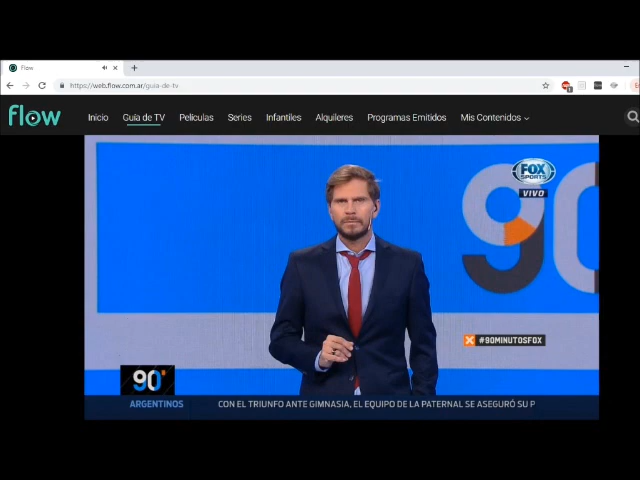 Flow
https://web.flow.com.ar/guia-de-tv
flow
Inicio
Guía de TV
Películas
Series
Infantiles
Alquileres
Programas Emitidos
Mis Contenidos
FOX
SPORTS
VIVO
90
#90MINUTOSFOX
90'
ARGENTINOS
CON EL TRIUNFO ANTE GIMNASIA, EL EQUIPO DE LA PATERNAL SE ASEGURÓ SU P